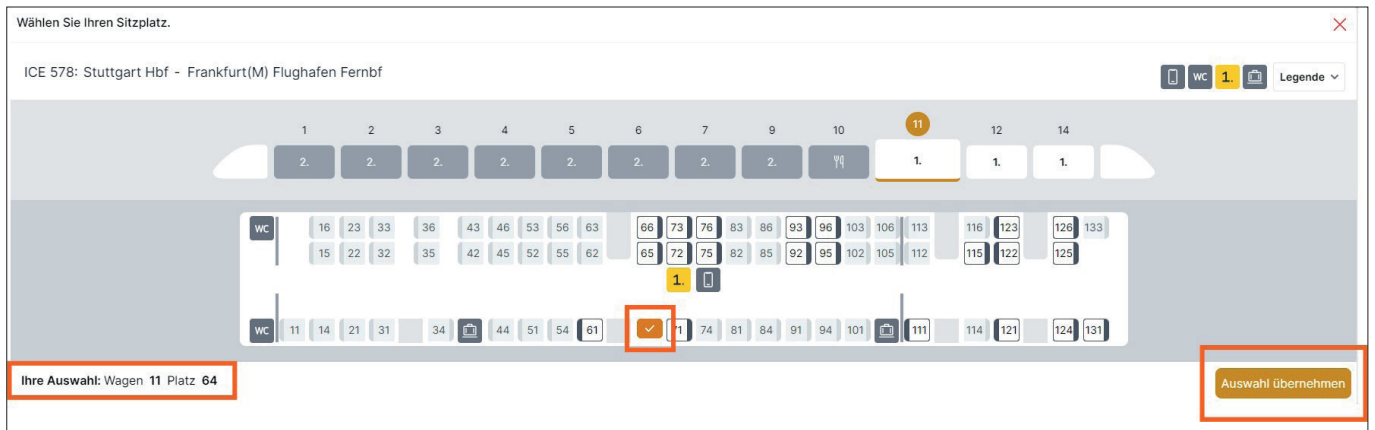 Wählen Sie Ihren Sitzplatz.
ICE 578: Stuttgart Hbf - Frankfurt(M) Flughafen Fernbf
WC 1. Legende
1 2 3 4 5 6 7 9 10 11 12 14
2. 2. 2. 2. 2. 2. 2. 2. 1. 1. 1.
WC 16 23 33 36 43 46 53 56 63 66 73 76 83 86 93 96 103 106 113 116 123 126 133
15 22 32 35 42 45 52 55 62 65 72 75 82 85 92 95 102 105 112 115 122 125
1.
WC 11 14 21 31 34 44 51 54 61 71 74 81 84 91 94 101 111 114 121 124 131
Ihre Auswahl: Wagen 11 Platz 64
Auswahl übernehmen